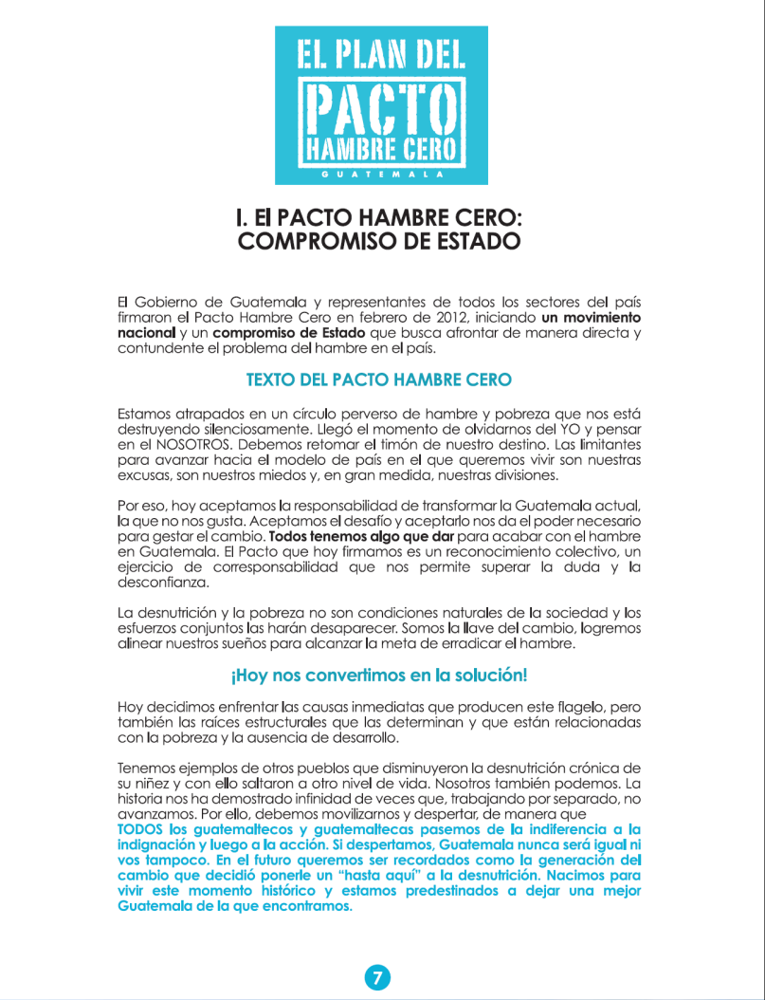 EL PLAN DEL
PACTO
HAMBRE CERO
GUATEMALA
I. El PACTO HAMBRE CERO:
COMPROMISO DE ESTADO
El Gobierno de Guatemala y representantes de todos los sectores del país
firmaron el Pacto Hambre Cero en febrero de 2012, iniciando un movimiento
nacional y un compromiso de Estado que busca afrontar de manera directa y
contundente el problema del hambre en el país.
TEXTO DEL PACTO HAMBRE CERO
Estamos atrapados en un círculo perverso de hambre y pobreza que nos está
destruyendo silenciosamente. Llegó el momento de olvidarnos del YO y pensar
en el NOSOTROS. Debemos retomar el timón de nuestro destino. Las limitantes
para avanzar hacia el modelo de país en el que queremos vivir son nuestras
excusas, son nuestros miedos y, en gran medida, nuestras divisiones.
Por eso, hoy aceptamos la responsabilidad de transformar la Guatemala actual,
la que no nos gusta. Aceptamos el desafío y aceptarlo nos da el poder necesario
para gestar el cambio. Todos tenemos algo que dar para acabar con el hambre
en Guatemala. El Pacto que hoy firmamos es un reconocimiento colectivo, un
ejercicio de corresponsabilidad que nos permite superar la duda y la
desconfianza.
La desnutrición y la pobreza no son condiciones naturales de la sociedad y los
esfuerzos conjuntos las harán desaparecer. Somos la llave del cambio, logremos
alinear nuestros sueños para alcanzar la meta de erradicar el hambre.
¡Hoy nos convertimos en la solución!
Hoy decidimos enfrentar las causas inmediatas que producen este flagelo, pero
también las raíces estructurales que las determinan y que están relacionadas
con la pobreza y la ausencia de desarrollo.
Tenemos ejemplos de otros pueblos que disminuyeron la desnutrición crónica de
su niñez y con ello saltaron a otro nivel de vida. Nosotros también podemos. La
historia nos ha demostrado infinidad de veces que, trabajando por separado, no
avanzamos. Por ello, debemos movilizarnos y despertar, de manera que
TODOS los guatemaltecos y guatemaltecas pasemos de la indiferencia a la
indignación y luego a la acción. Si despertamos, Guatemala nunca será igual ni
vos tampoco. En el futuro queremos ser recordados como la generación del
cambio que decidió ponerle un “hasta aquí” a la desnutrición. Nacimos para
vivir este momento histórico y estamos predestinados a dejar una mejor
Guatemala de la que encontramos.
7